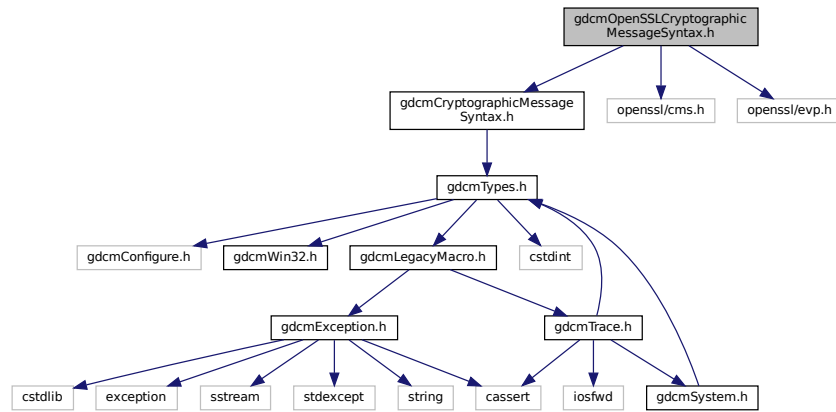 gdcmOpenSSLCryptographic
MessageSyntax.h
gdcmCryptographicMessage
Syntax.h
openssl/cms.h
openssl/evp.h
gdcmTypes.h
gdcmConfigure.h
gdcmWin32.h
gdcmLegacyMacro.h
cstdint
gdcmException.h
gdcmTrace.h
cstdlib
exception
sstream
stdexcept
string
cassert
iosfwd
gdcmSystem.h